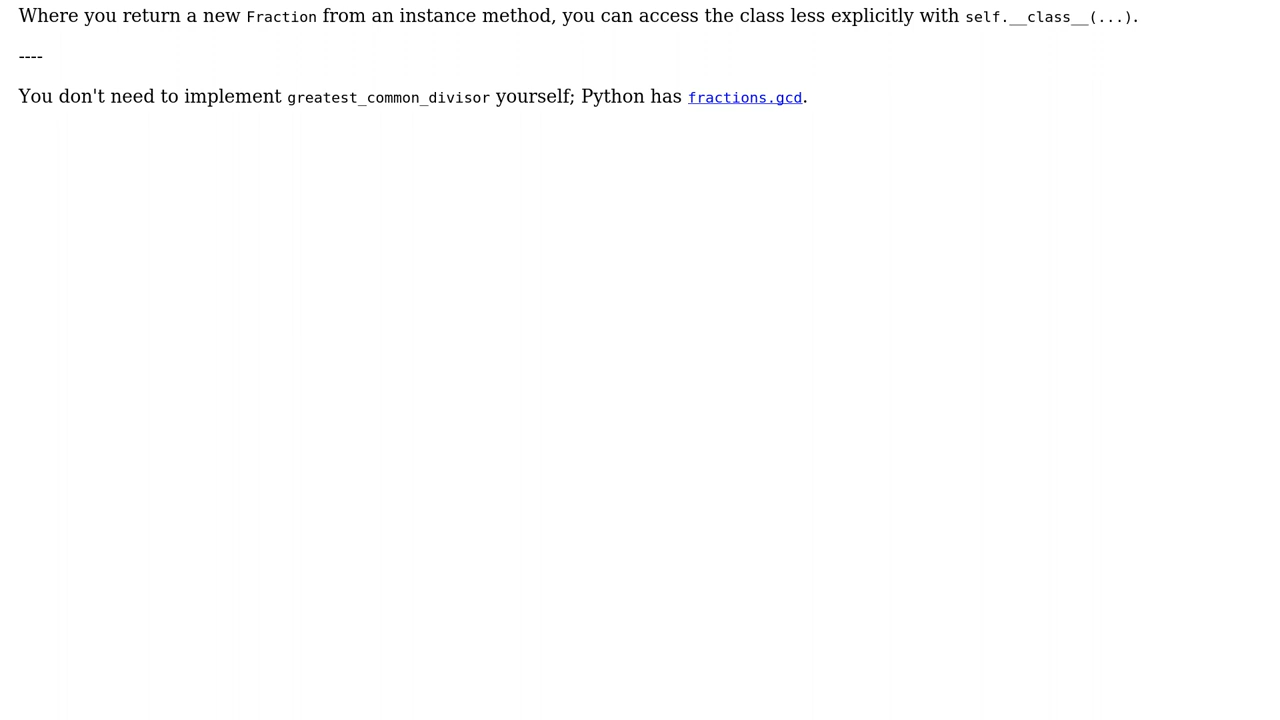 Where you return a new Fraction from an instance method, you can access the class less explicitly with self.__class__(...).
----
You don't need to implement greatest_common_divisor yourself; Python has fractions.gcd.